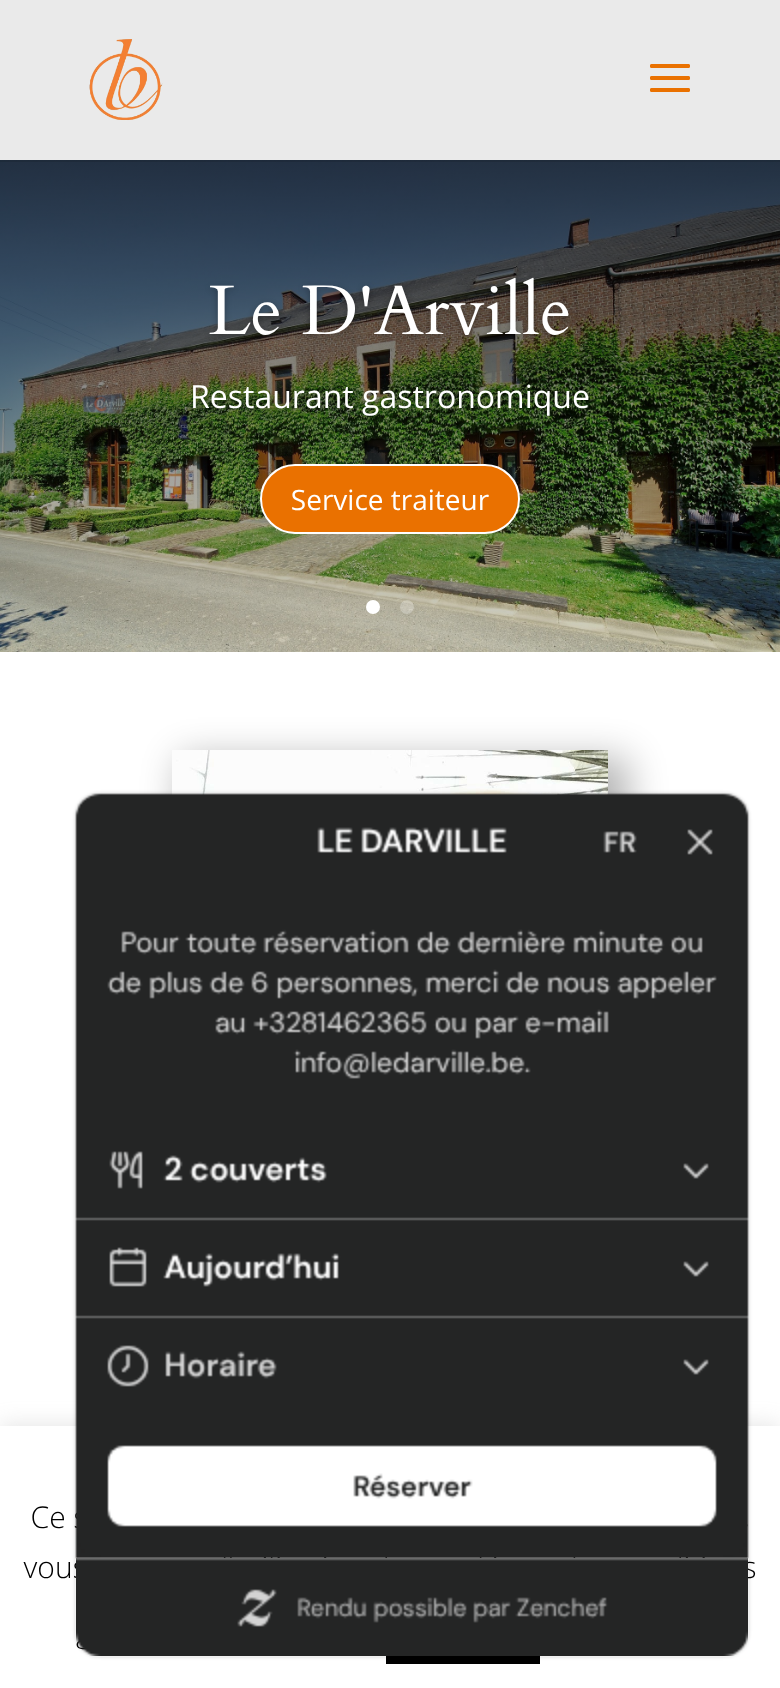 b
Le D'Arville
Restaurant gastronomique
Service traiteur
LE DARVILLE FR
Pour toute réservation de dernière minute ou
de plus de 6 personnes, merci de nous appeler
au +3281462365 ou par e-mail
info@ledarville.be.
2 couverts
Aujourd’hui
Horaire
Réserver
Ce
vous
Rendu possible par Zenchef